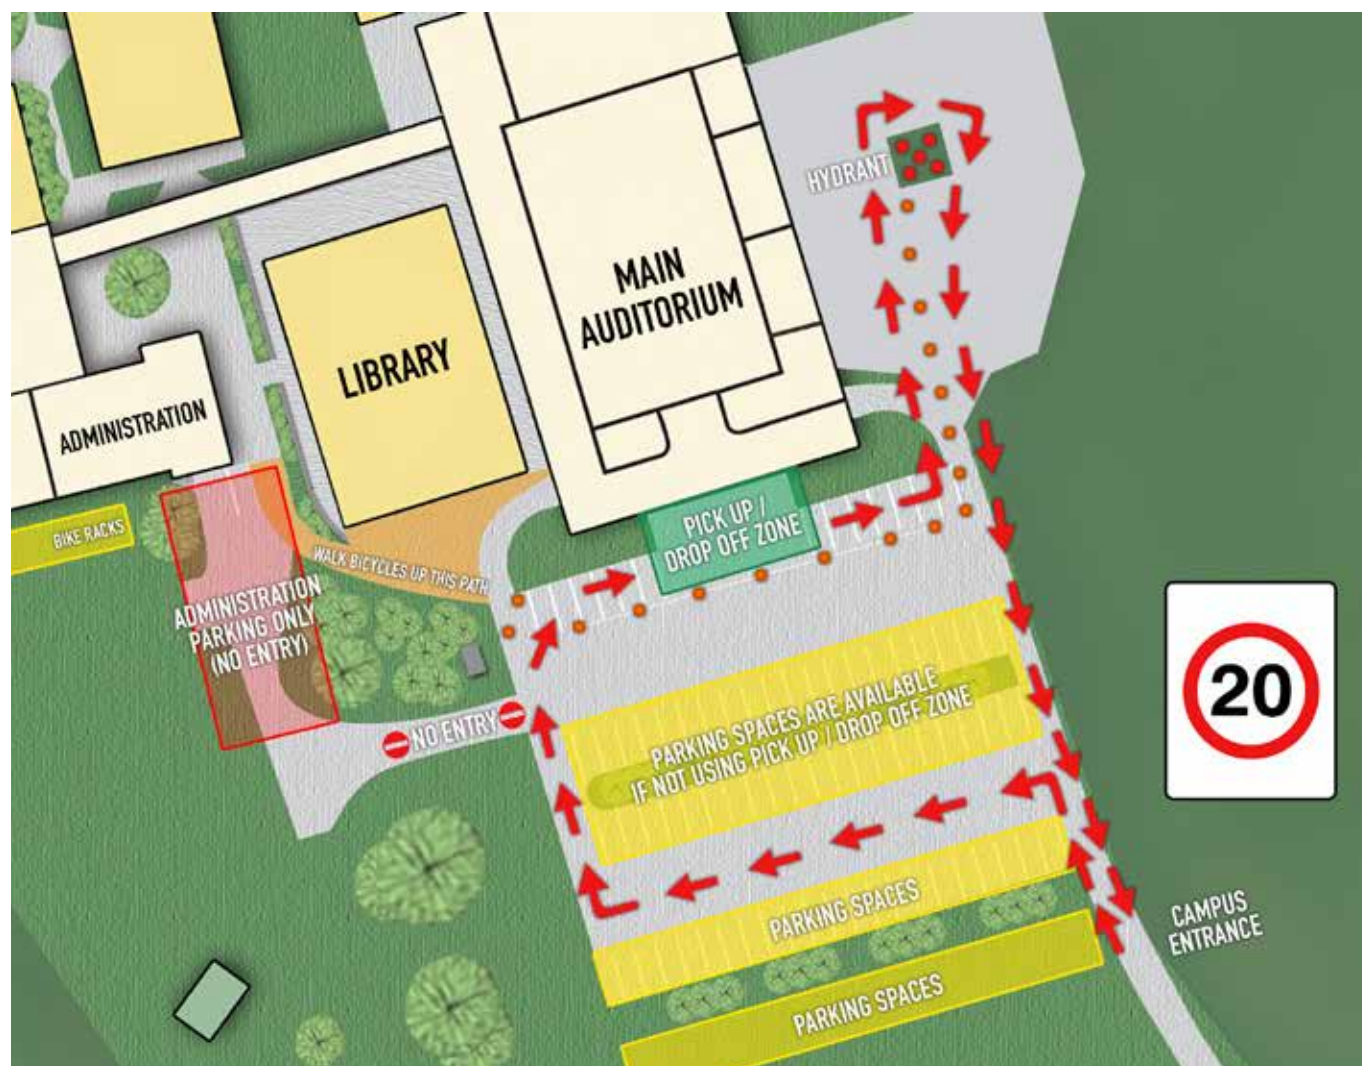 HYDRANT
MAIN
AUDITORIUM
LIBRARY
ADMINISTRATION
PICK UP /
DROP OFF ZONE
BIKE RACKS
WALK BICYCLES UP THIS PATH
ADMINISTRATION
PARKING ONLY
(NO ENTRY)
NO ENTRY
PARKING SPACES ARE AVAILABLE
IF NOT USING PICK UP / DROP OFF ZONE
20
PARKING SPACES
CAMPUS
ENTRANCE
PARKING SPACES